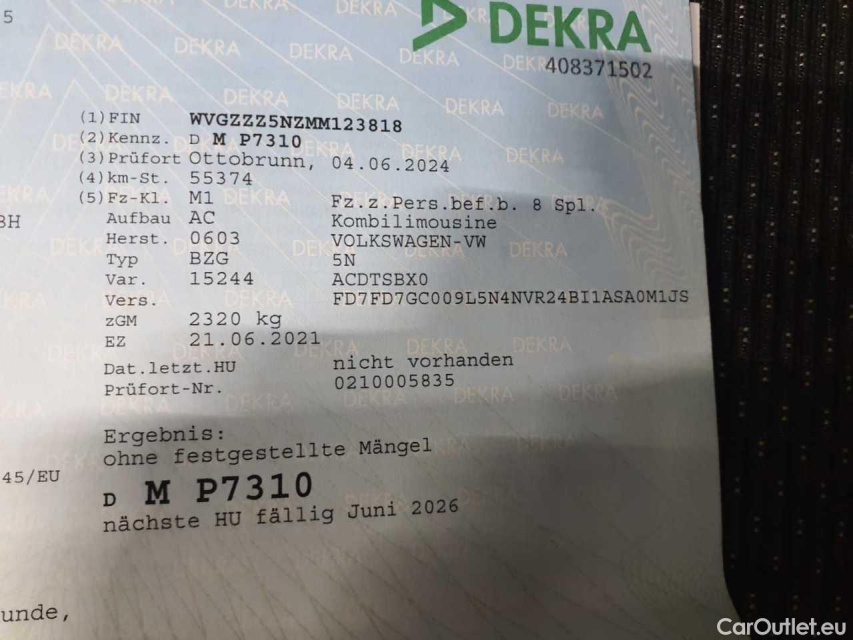 5
DEKRA
408371502
(1) FIN WVGZZZ5NZMM123818
(2) Kennz. D M P7310
(3) Prüfort Ottobrunn, 04.06.2024
(4) km-St. 55374
(5) Fz-Kl. M1 Fz.z.Pers.bef.b. 8 Spl.
BH
Aufbau AC Kombilimousine
Herst. 0603 VOLKSWAGEN-VW
Typ BZG 5N
Var. 15244 ACDTSBX0
Vers. FD7FD7GC009L5N4NVR24BI1ASA0M1JS
zGM 2320 kg
EZ 21.06.2021
Dat.letzt.HU nicht vorhanden
Prüfort-Nr. 0210005835
Ergebnis:
ohne festgestellte Mängel
45/EU
D M P7310
nächste HU fällig Juni 2026
unde,
CarOutlet.eu